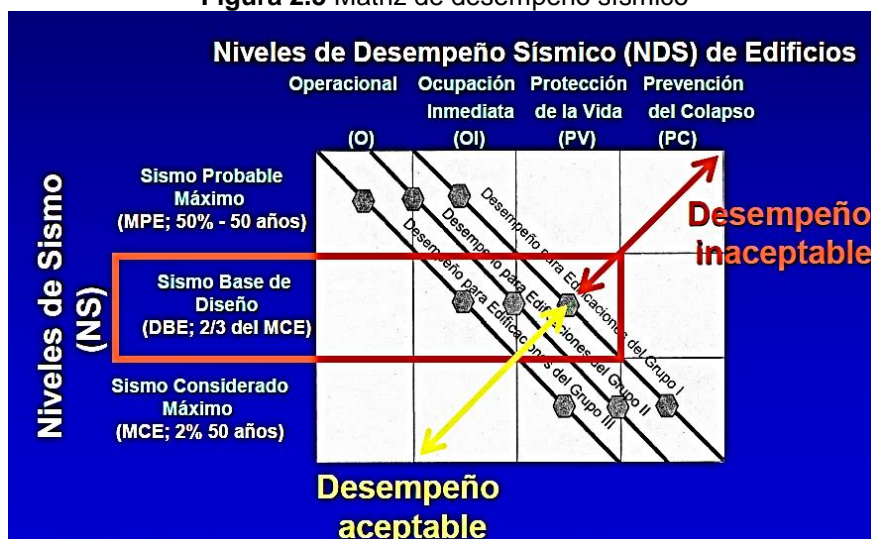 Figura 2.3 Matriz de desempeño sísmico
Niveles de Desempeño Sísmico (NDS) de Edificios
Operacional
(O)
Ocupación
Inmediata
(OI)
Protección
de la Vida
(PV)
Prevención
del Colapso
(PC)
Niveles de Sismo
(NS)
Sismo Probable
Máximo
(MPE; 50% - 50 años)
Sismo Base de
Diseño
(DBE; 2/3 del MCE)
Sismo Considerado
Máximo
(MCE; 2% 50 años)
Desempeño para Edificaciones del Grupo I
Desempeño para Edificaciones del Grupo II
Desempeño para Edificaciones del Grupo III
Desempeño
inaceptable
Desempeño
aceptable